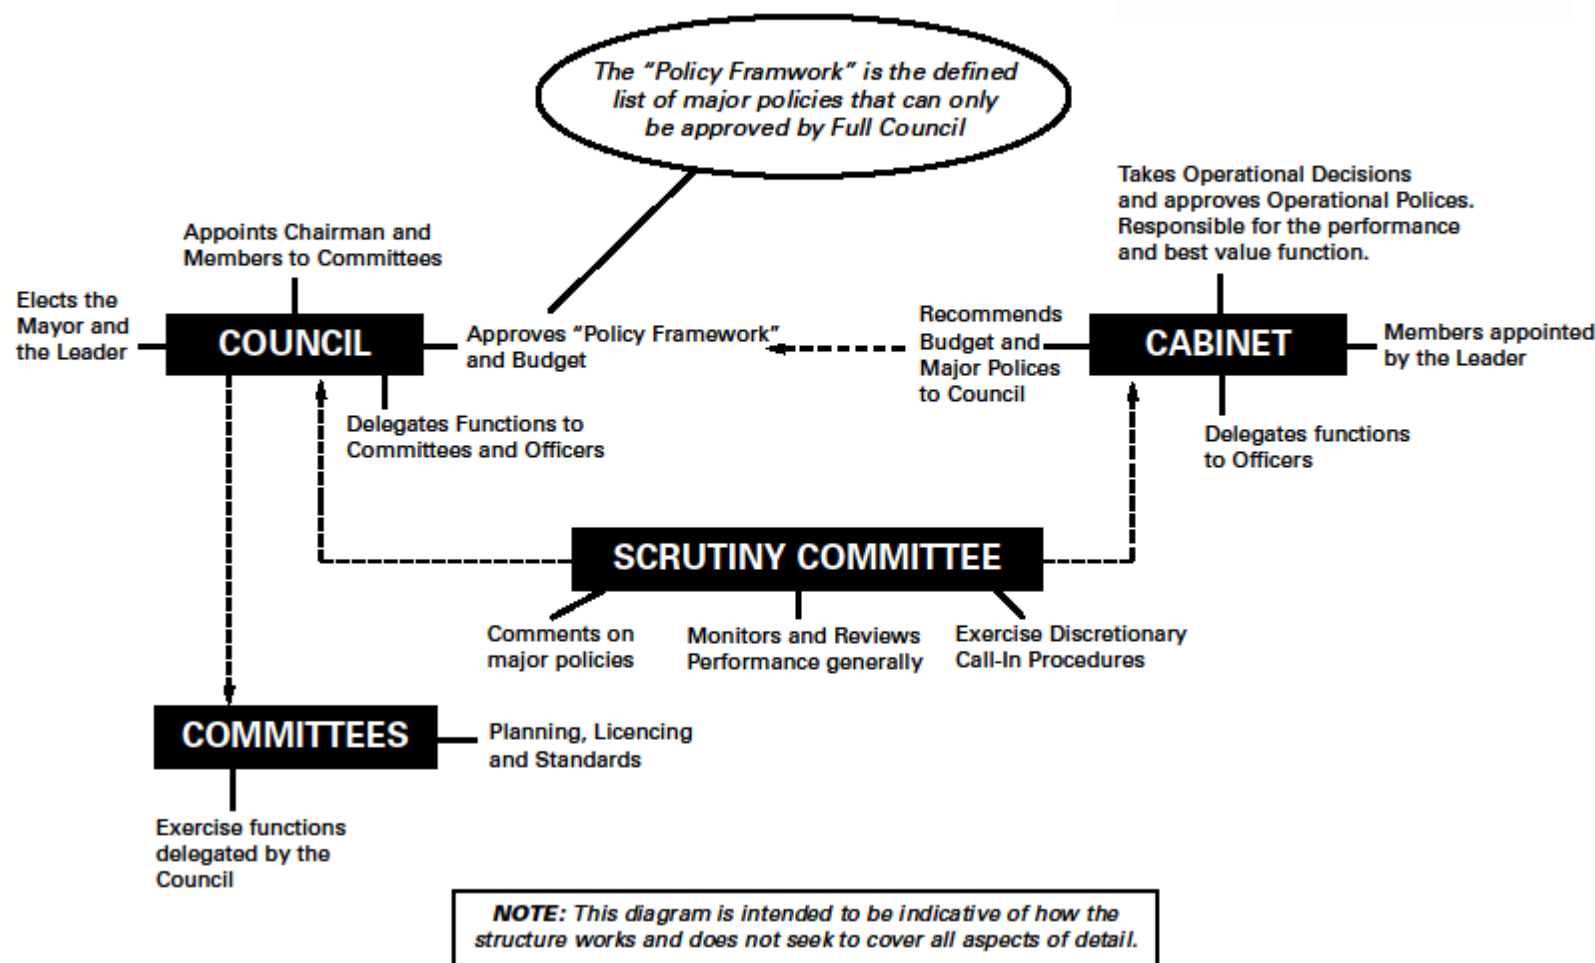 The “Policy Framwork” is the defined
list of major policies that can only
be approved by Full Council
Takes Operational Decisions
and approves Operational Polices.
Responsible for the performance
and best value function.
Appoints Chairman and
Members to Committees
Elects the
Mayor and
the Leader
COUNCIL
Approves “Policy Framework”
and Budget
Recommends
Budget and
Major Polices
to Council
CABINET
Members appointed
by the Leader
Delegates Functions to
Committees and Officers
Delegates functions
to Officers
SCRUTINY COMMITTEE
Comments on
major policies
Monitors and Reviews
Performance generally
Exercise Discretionary
Call-In Procedures
COMMITTEES
Planning, Licencing
and Standards
Exercise functions
delegated by the
Council
NOTE: This diagram is intended to be indicative of how the
structure works and does not seek to cover all aspects of detail.